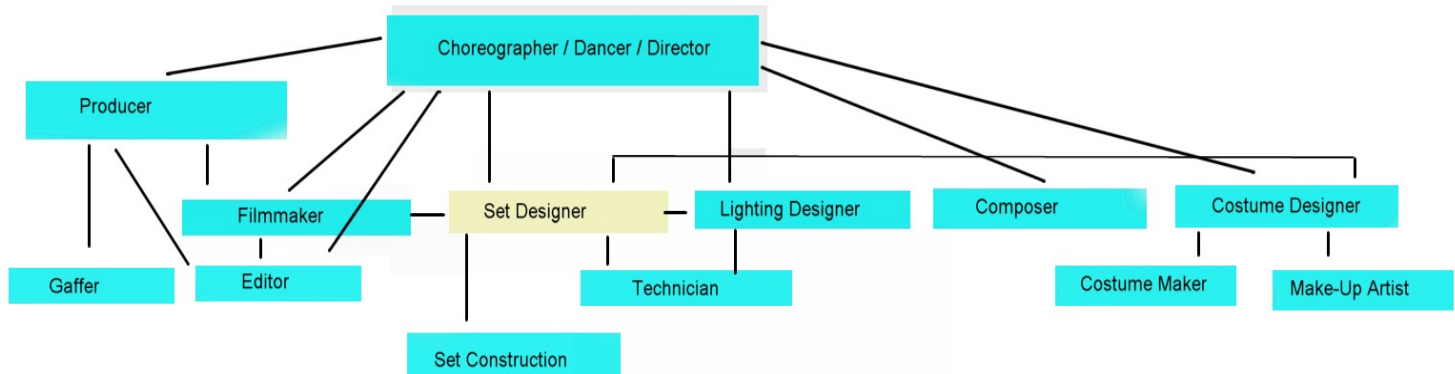 Choreographer / Dancer / Director
Producer
Filmmaker
Set Designer
Lighting Designer
Composer
Costume Designer
Gaffer
Editor
Technician
Costume Maker
Make-Up Artist
Set Construction